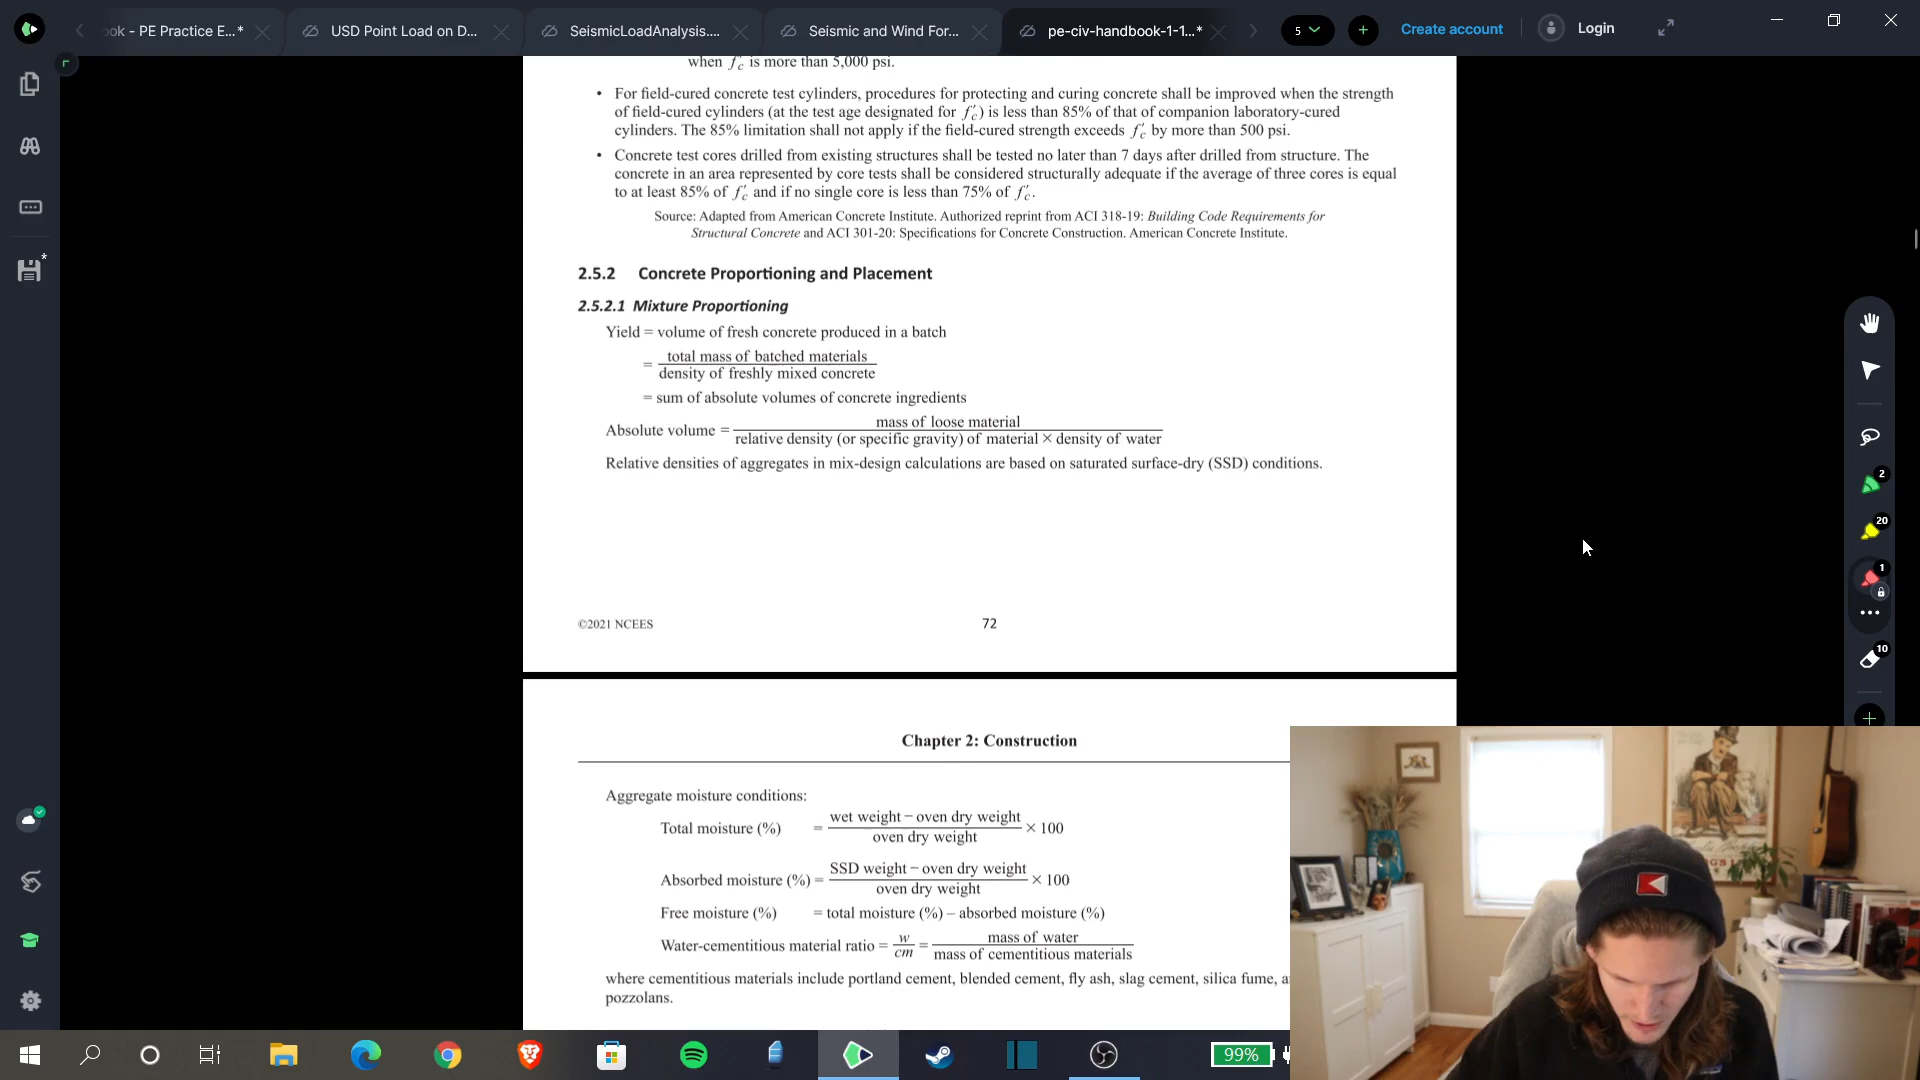 ook - PE Practice E...*
USD Point Load on D...
SeismicLoadAnalysis....
Seismic and Wind For...
pe-civ-handbook-1-1...*
5
Create account
Login
when f′c is more than 5,000 psi.
• For field-cured concrete test cylinders, procedures for protecting and curing concrete shall be improved when the strength
of field-cured cylinders (at the test age designated for f′c) is less than 85% of that of companion laboratory-cured
cylinders. The 85% limitation shall not apply if the field-cured strength exceeds f′c by more than 500 psi.
• Concrete test cores drilled from existing structures shall be tested no later than 7 days after drilled from structure. The
concrete in an area represented by core tests shall be considered structurally adequate if the average of three cores is equal
to at least 85% of f′c and if no single core is less than 75% of f′c.
Source: Adapted from American Concrete Institute. Authorized reprint from ACI 318-19: Building Code Requirements for
Structural Concrete and ACI 301-20: Specifications for Concrete Construction. American Concrete Institute.
2.5.2 Concrete Proportioning and Placement
2.5.2.1 Mixture Proportioning
Yield = volume of fresh concrete produced in a batch
= total mass of batched materials
density of freshly mixed concrete
= sum of absolute volumes of concrete ingredients
Absolute volume = mass of loose material
relative density (or specific gravity) of material × density of water
Relative densities of aggregates in mix-design calculations are based on saturated surface-dry (SSD) conditions.
2
20
1
10
©2021 NCEES
72
Chapter 2: Construction
Aggregate moisture conditions:
Total moisture (%) = wet weight − oven dry weight × 100
oven dry weight
Absorbed moisture (%) = SSD weight − oven dry weight × 100
oven dry weight
Free moisture (%) = total moisture (%) – absorbed moisture (%)
Water-cementitious material ratio = w = mass of water
cm mass of cementitious materials
where cementitious materials include portland cement, blended cement, fly ash, slag cement, silica fume, a
pozzolans.
99%